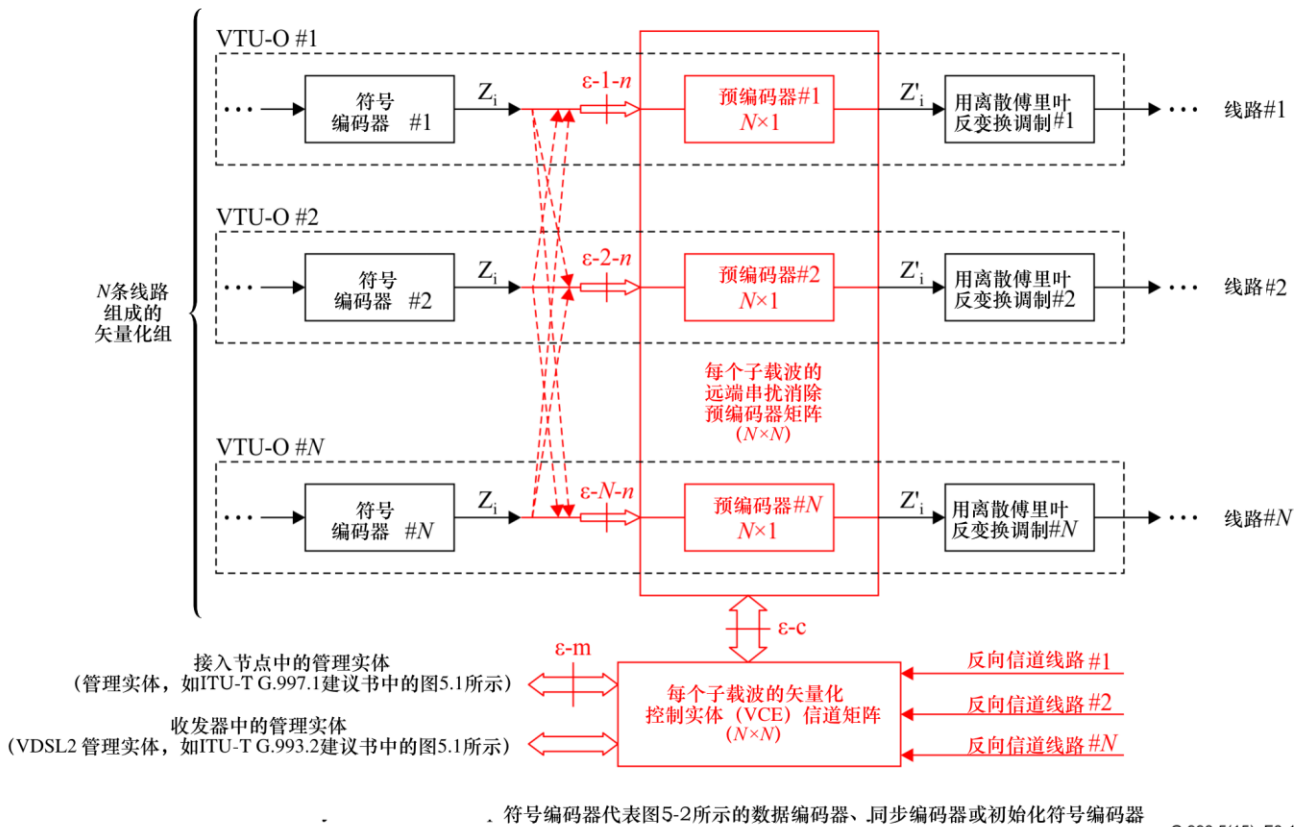 VTU-O #1
··· 符号
编码器 #1
Zi
ε-1-n
预编码器#1
N×1
Z'i
用离散傅里叶
反变换调制#1
··· 线路#1
VTU-O #2
··· 符号
编码器 #2
Zi
ε-2-n
预编码器#2
N×1
Z'i
用离散傅里叶
反变换调制#2
··· 线路#2
N条线路
组成的
矢量化组
每个子载波的
远端串扰消除
预编码器矩阵
(N×N)
VTU-O #N
··· 符号
编码器 #N
Zi
ε-N-n
预编码器#N
N×1
Z'i
用离散傅里叶
反变换调制#N
··· 线路#N
ε-c
接入节点中的管理实体
(管理实体，如ITU-T G.997.1建议书中的图5.1所示)
ε-m
收发器中的管理实体
(VDSL2 管理实体，如ITU-T G.993.2建议书中的图5.1所示)
每个子载波的矢量化
控制实体（VCE）信道矩阵
(N×N)
反向信道线路 #1
反向信道线路 #2
反向信道线路 #N
符号编码器代表图5-2所示的数据编码器、同步编码器或初始化符号编码器